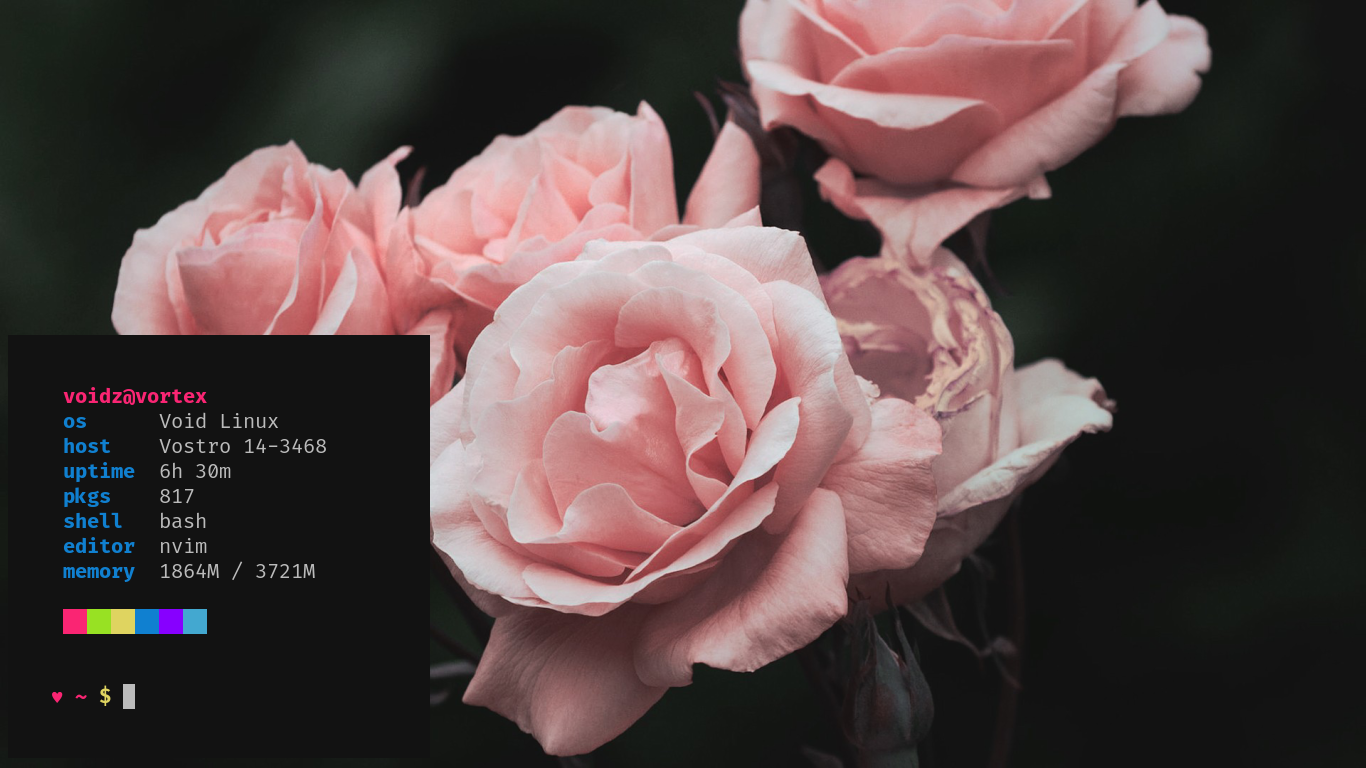 voidz@vortex
os Void Linux
host Vostro 14-3468
uptime 6h 30m
pkgs 817
shell bash
editor nvim
memory 1864M / 3721M
♥ ~ $